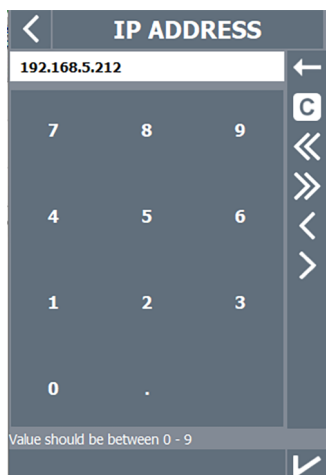 IP ADDRESS
192.168.5.212
C
7 8 9
4 5 6
1 2 3
0 .
Value should be between 0 - 9